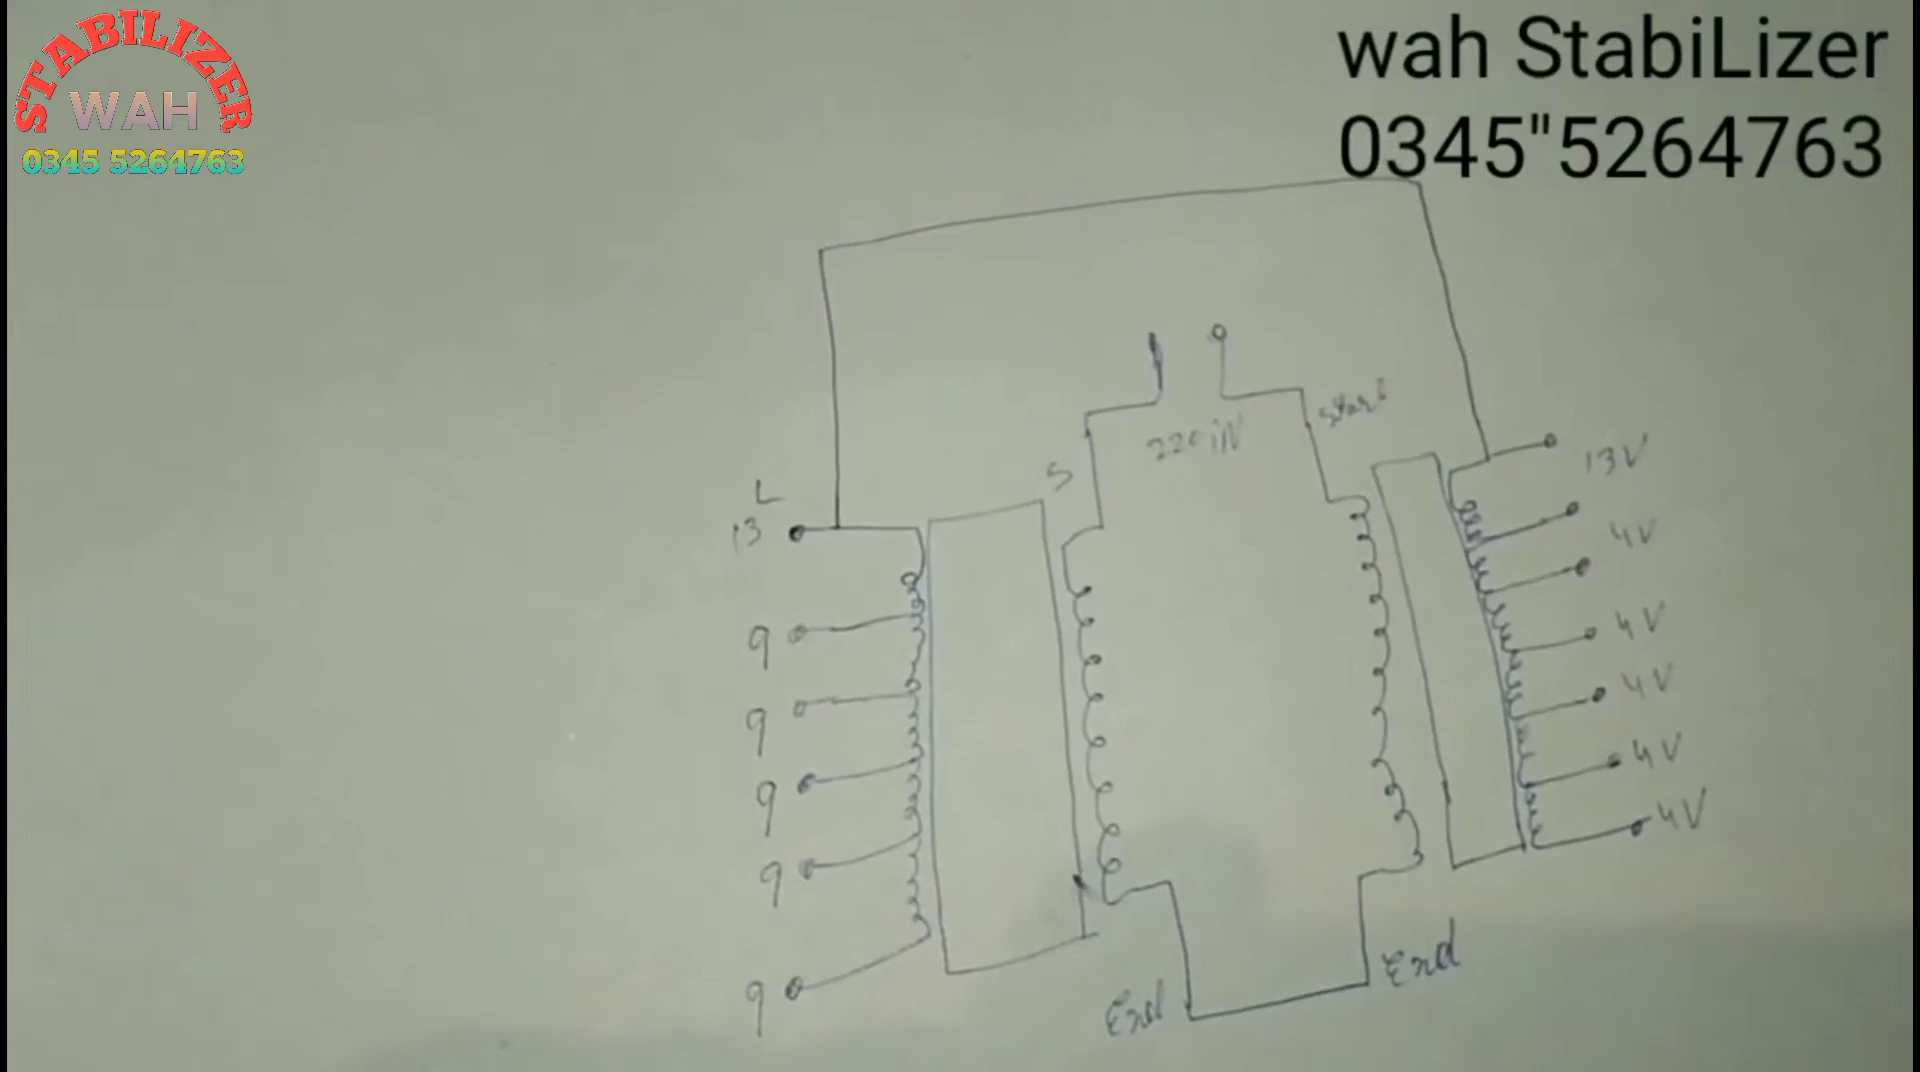 STABILIZER
WAH
0345 5264763
wah StabiLizer
0345"5264763
Start
220 iN
S
13V
L
13
4V
9
4V
4V
9
4V
9
4V
9
End
9
End